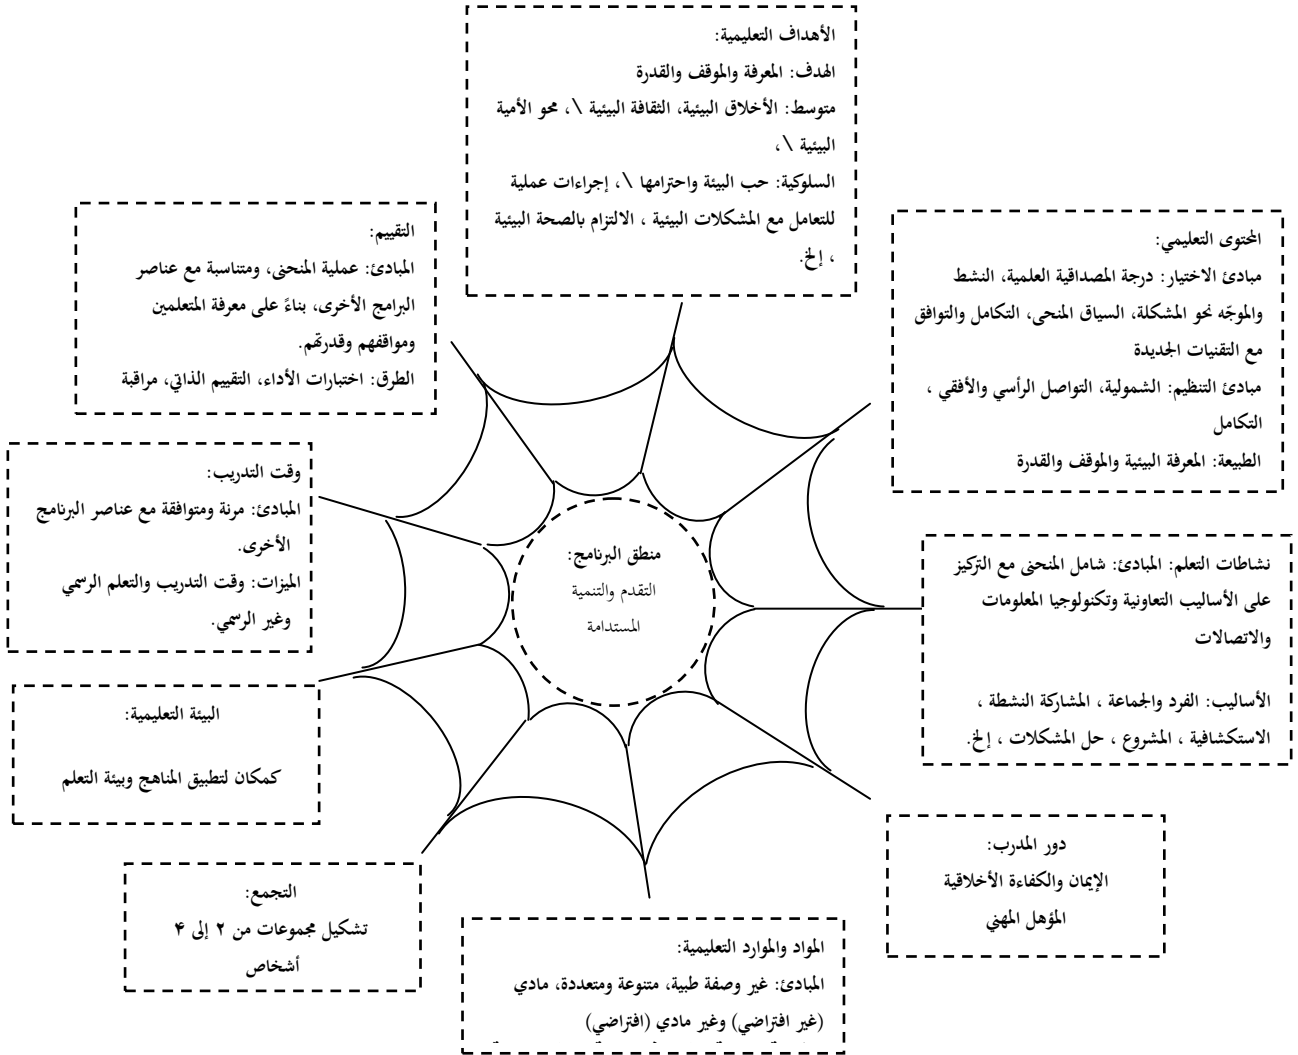 الأهداف التعليمية:
الهدف: المعرفة والموقف والقدرة
متوسط: الأخلاق البيئية، الثقافة البيئية \، محو الأمية
البيئية \،
السلوكية: حب البيئة واحترامها \، إجراءات عملية
للتعامل مع المشكلات البيئية ، الالتزام بالصحة البيئية
، إلخ.
المحتوى التعليمي:
مبادئ الاختيار: درجة المصداقية العلمية، النشط
والموجّه نحو المشكلة، السياق المنحى، التكامل والتوافق
مع التقنيات الجديدة
مبادئ التنظيم: الشمولية، التواصل الرأسي والأفقي ،
التكامل
الطبيعة: المعرفة البيئية والموقف والقدرة
نشاطات التعلم: المبادئ: شامل المنحنى مع التركيز
على الأساليب التعاونية وتكنولوجيا المعلومات
والاتصالات
الأساليب: الفرد والجماعة ، المشاركة النشطة ،
الاستكشافية ، المشروع ، حل المشكلات ، إلخ.
دور المدرب:
الإيمان والكفاءة الأخلاقية
المؤهل المهني
المواد والموارد التعليمية:
المبادئ: غير وصفة طبية، متنوعة ومتعددة، مادي
(غير افتراضي) وغير مادي (افتراضي)
التجمع:
تشكيل مجموعات من ۲ إلى ۴
أشخاص
البيئة التعليمية:
كمكان لتطبيق المناهج وبيئة التعلم
وقت التدريب:
المبادئ: مرنة ومتوافقة مع عناصر البرنامج
الأخرى.
الميزات: وقت التدريب والتعلم الرسمي
وغير الرسمي.
التقييم:
المبادئ: عملية المنحنى، ومتناسبة مع عناصر
البرامج الأخرى، بناءً على معرفة المتعلمين
ومواقفهم وقدرتهم.
الطرق: اختبارات الأداء، التقييم الذاتي، مراقبة
منطق البرنامج:
التقدم والتنمية
المستدامة